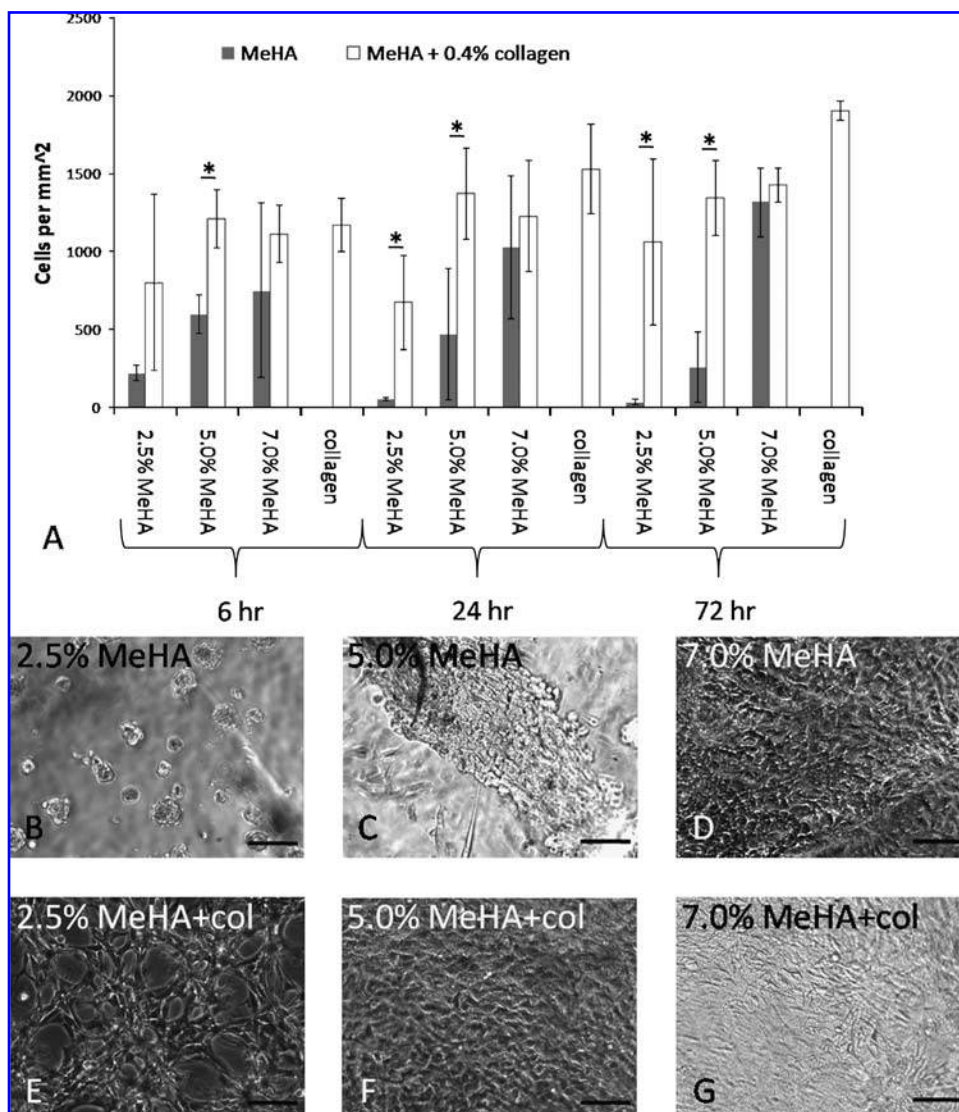 2500
2000
1500
1000
500
0
Cells per mm^2
MeHA
MeHA + 0.4% collagen
*
*
*
*
*
2.5% MeHA
5.0% MeHA
7.0% MeHA
collagen
2.5% MeHA
5.0% MeHA
7.0% MeHA
collagen
2.5% MeHA
5.0% MeHA
7.0% MeHA
collagen
A
6 hr
24 hr
72 hr
2.5% MeHA
B
5.0% MeHA
C
7.0% MeHA
D
2.5% MeHA+col
E
5.0% MeHA+col
F
7.0% MeHA+col
G